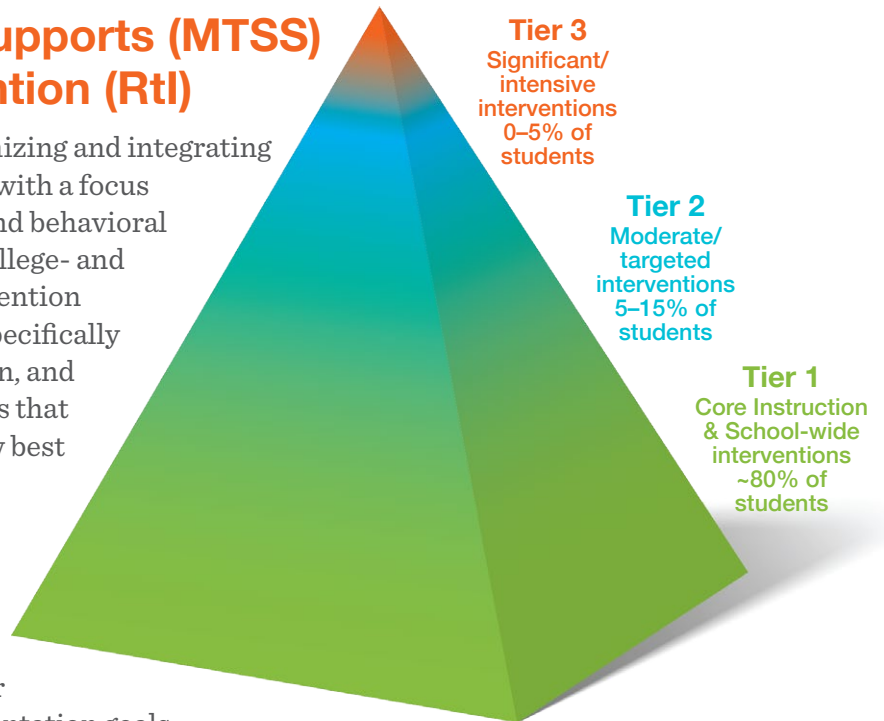 upports (MTSS)
ntion (RtI)
nizing and integrating
with a focus
nd behavioral
llege- and
ention
pecifically
n, and
s that
best
Tier 3
Significant/
intensive
interventions
0–5% of
students
Tier 2
Moderate/
targeted
interventions
5–15% of
students
Tier 1
Core Instruction
& School-wide
interventions
~80% of
students